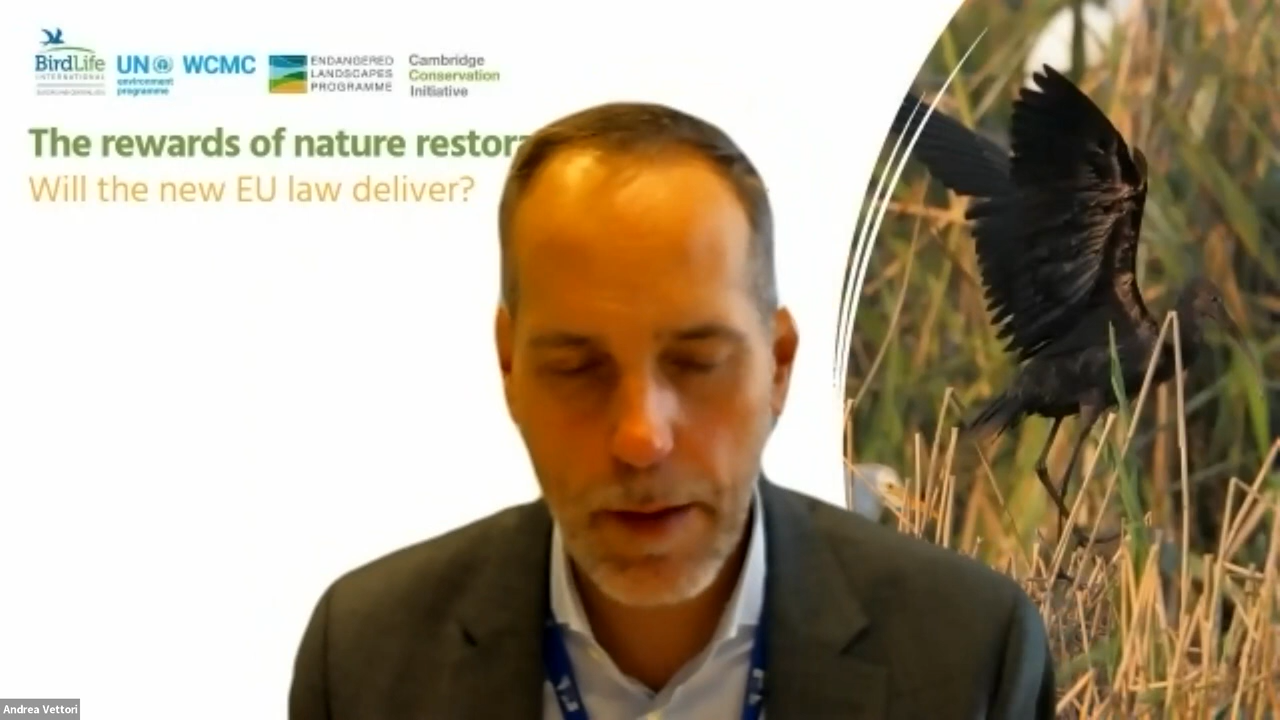 BirdLife
INTERNATIONAL
UN WCMC
environment
programme
ENDANGERED
LANDSCAPES
PROGRAMME
Cambridge
Conservation
Initiative
The rewards of nature restora
Will the new EU law deliver?
Andrea Vettori